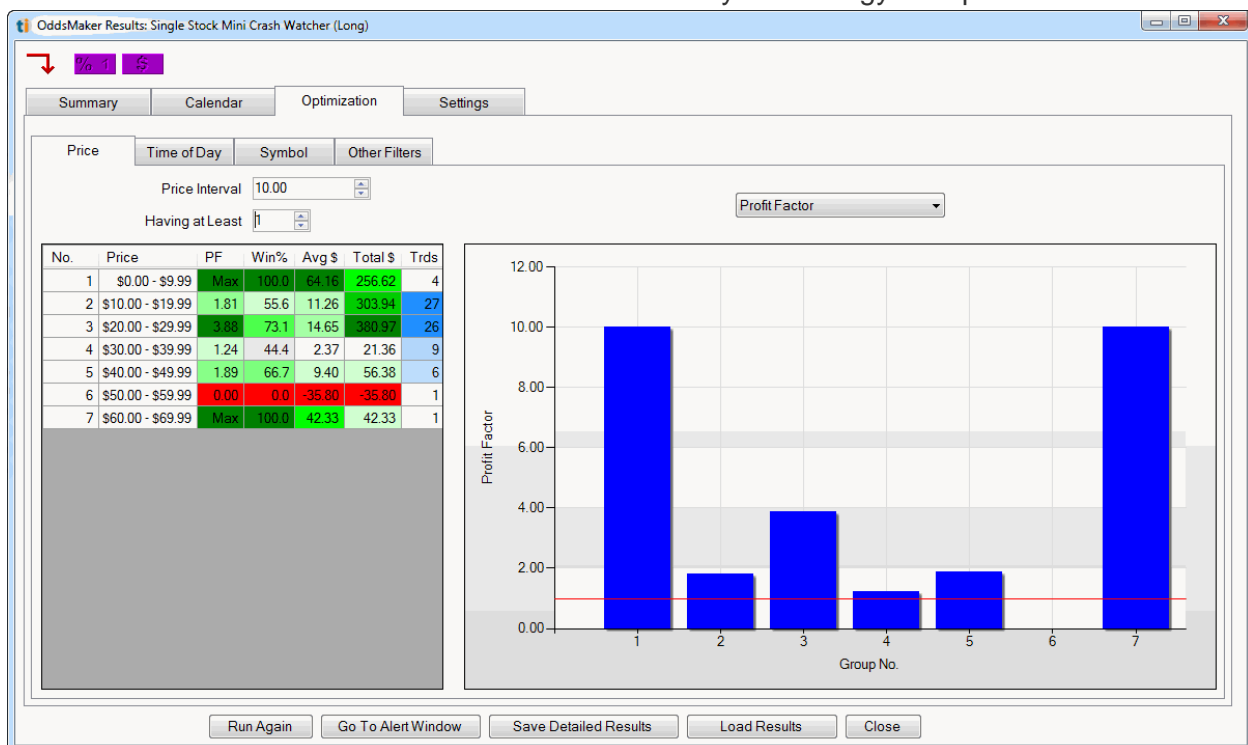 OddsMaker Results: Single Stock Mini Crash Watcher (Long)
Summary Calendar Optimization Settings
Price Time of Day Symbol Other Filters
Price Interval 10.00
Having at Least 1
Profit Factor
No. Price PF Win% Avg $ Total $ Trds
1 $0.00 - $9.99 Max 100.0 64.16 256.62 4
2 $10.00 - $19.99 1.81 55.6 11.26 303.94 27
3 $20.00 - $29.99 3.88 73.1 14.65 380.97 26
4 $30.00 - $39.99 1.24 44.4 2.37 21.36 9
5 $40.00 - $49.99 1.89 66.7 9.40 56.38 6
6 $50.00 - $59.99 0.00 0.0 -35.80 -35.80 1
7 $60.00 - $69.99 Max 100.0 42.33 42.33 1
12.00
10.00
8.00
6.00
4.00
2.00
0.00
Profit Factor
1 2 3 4 5 6 7
Group No.
Run Again Go To Alert Window Save Detailed Results Load Results Close